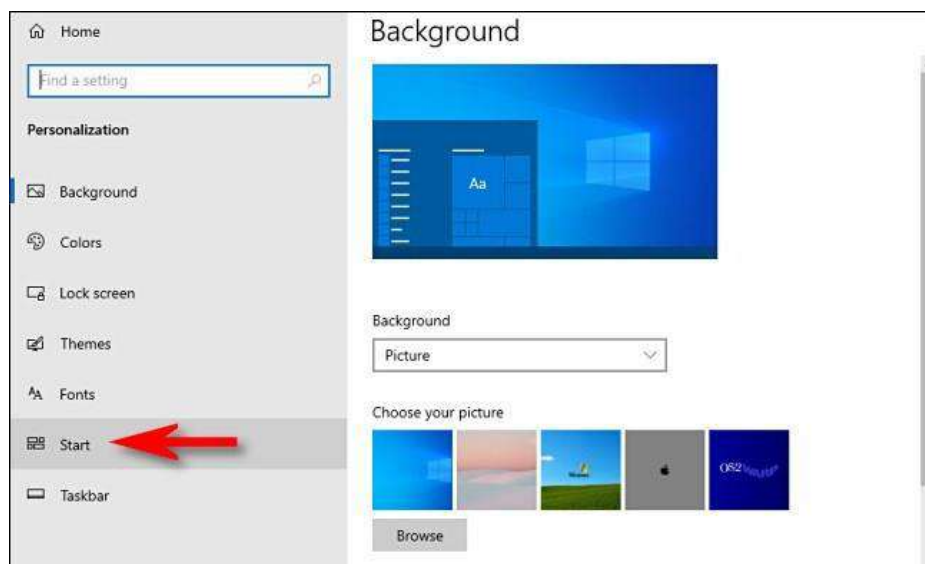 Home
Find a setting
Personalization
Background
Colors
Lock screen
Themes
Fonts
Start
Taskbar
Background
Aa
Background
Picture
Choose your picture
Browse